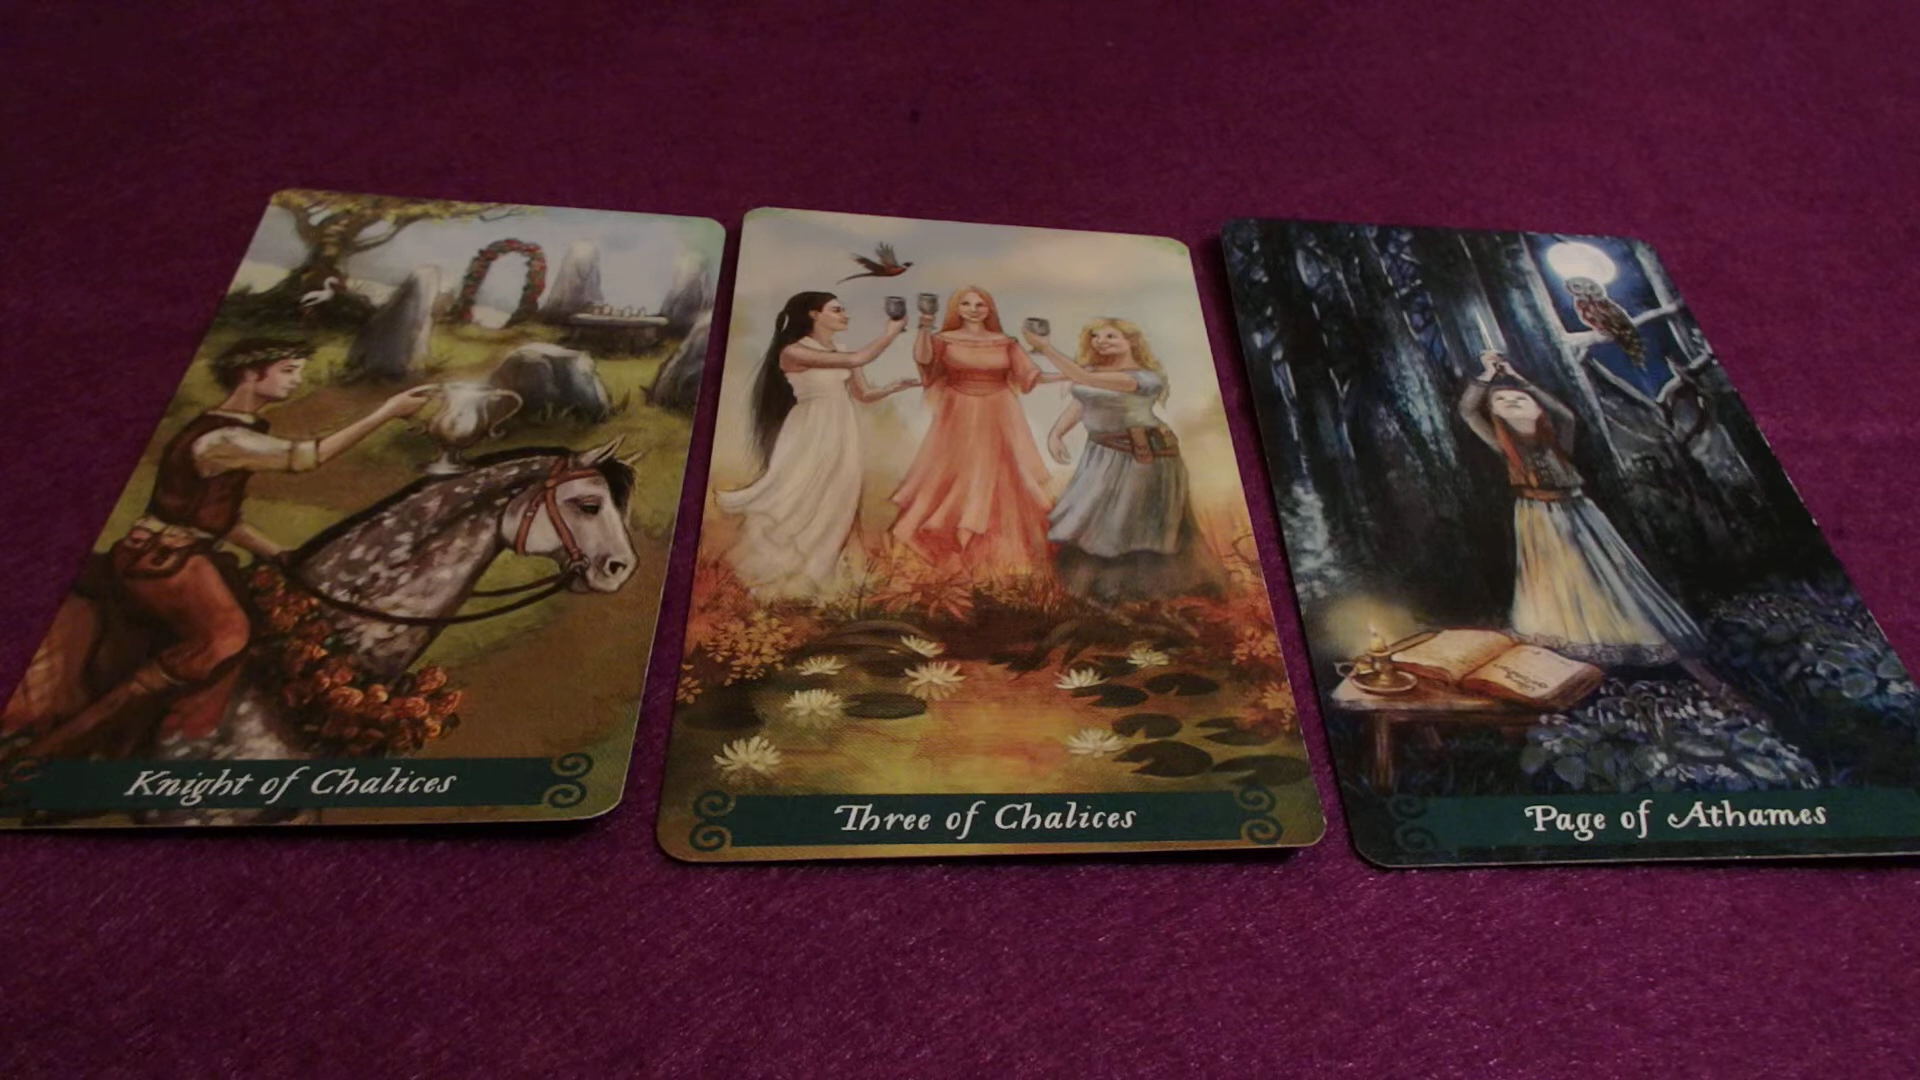 Knight of Chalices
Three of Chalices
Page of Athames